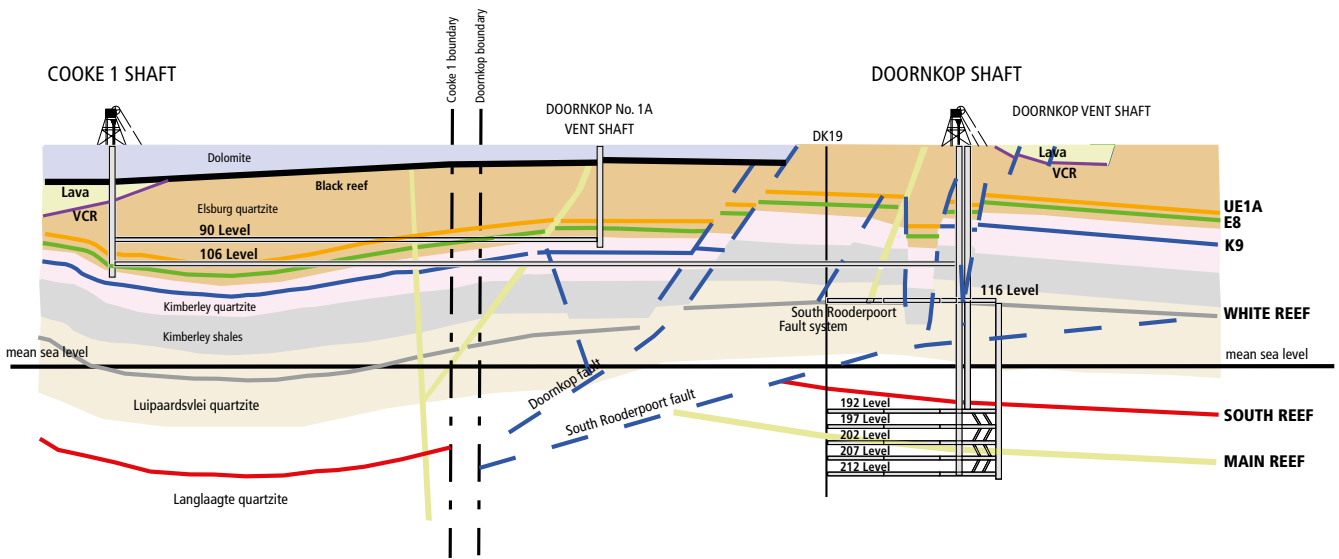 COOKE 1 SHAFT
Cooke 1 boundary
Doornkop boundary
DOORNKOP No. 1A
VENT SHAFT
DOORNKOP SHAFT
DOORNKOP VENT SHAFT
DK19
Dolomite
Lava
VCR
Black reef
Lava
VCR
Elsburg quartzite
90 Level
UE1A
E8
K9
106 Level
Kimberley quartzite
116 Level
South Rooderpoort
Fault system
WHITE REEF
Kimberley shales
mean sea level
mean sea level
Doornkop fault
South Rooderpoort fault
Luipaardsvlei quartzite
192 Level
197 Level
202 Level
207 Level
212 Level
SOUTH REEF
MAIN REEF
Langlaagte quartzite